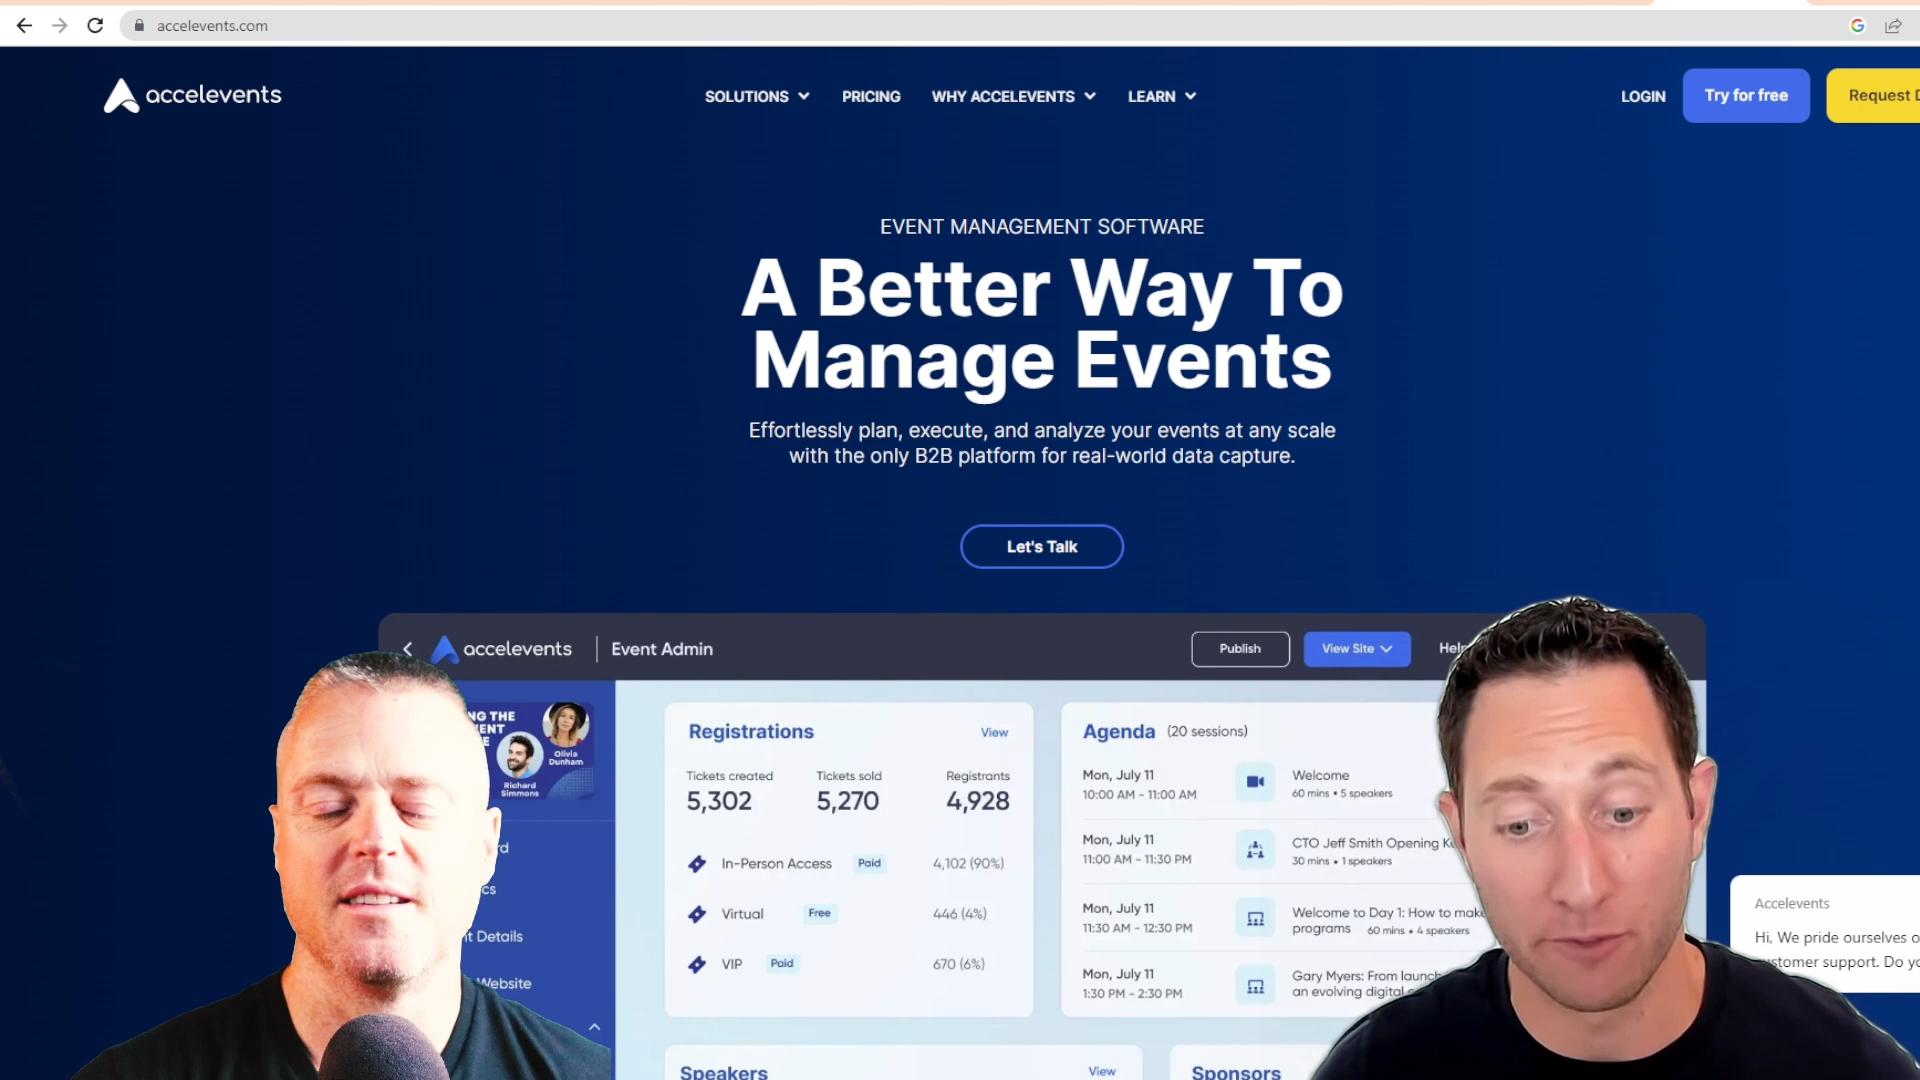 accelevents.com
accelevents
SOLUTIONS
PRICING
WHY ACCELEVENTS
LEARN
LOGIN
Try for free
Request
EVENT MANAGEMENT SOFTWARE
A Better Way To
Manage Events
Effortlessly plan, execute, and analyze your events at any scale
with the only B2B platform for real-world data capture.
Let's Talk
accelevents
Event Admin
Publish
View Site
THE
Olivia
Dunham
Richard
Simmons
Details
Website
Registrations
View
Tickets created
Tickets sold
Registrants
5,302
5,270
4,928
In-Person Access
Paid
4,102 (90%)
Virtual
Free
446 (4%)
VIP
Paid
670 (6%)
Agenda
(20 sessions)
Mon, July 11
10:00 AM - 11:00 AM
Welcome
60 mins • 5 speakers
Mon, July 11
11:00 AM - 11:30 PM
CTO Jeff Smith Opening
30 mins • 1 speakers
Mon, July 11
11:30 AM - 12:30 PM
Welcome to Day 1: How to make
programs
60 mins • 4 speakers
Mon, July 11
1:30 PM - 2:30 PM
Gary Myers: From
an evolving digital
Speakers
View
Sponsors
Accelevents
Hi, We pride ourselves
support. Do